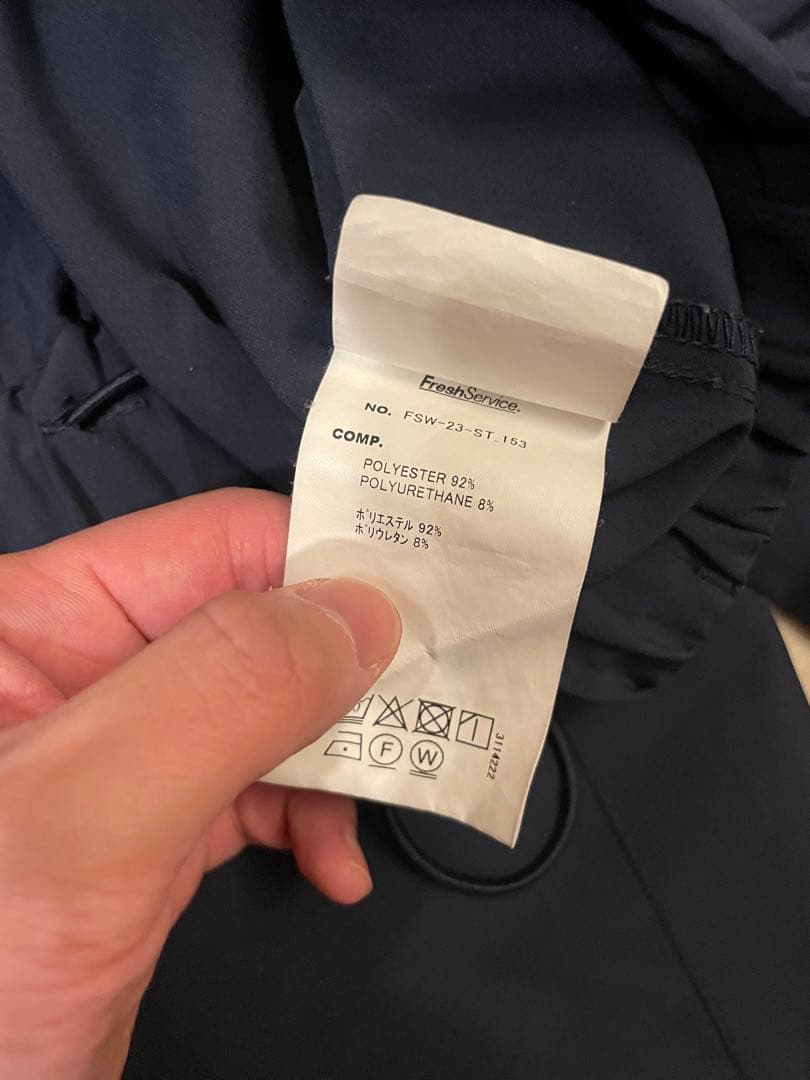 FreshService®
NO. FSW-23-ST_153
COMP.
POLYESTER 92%
POLYURETHANE 8%
ポリエステル 92%
ポリウレタン 8%
F W
3114222